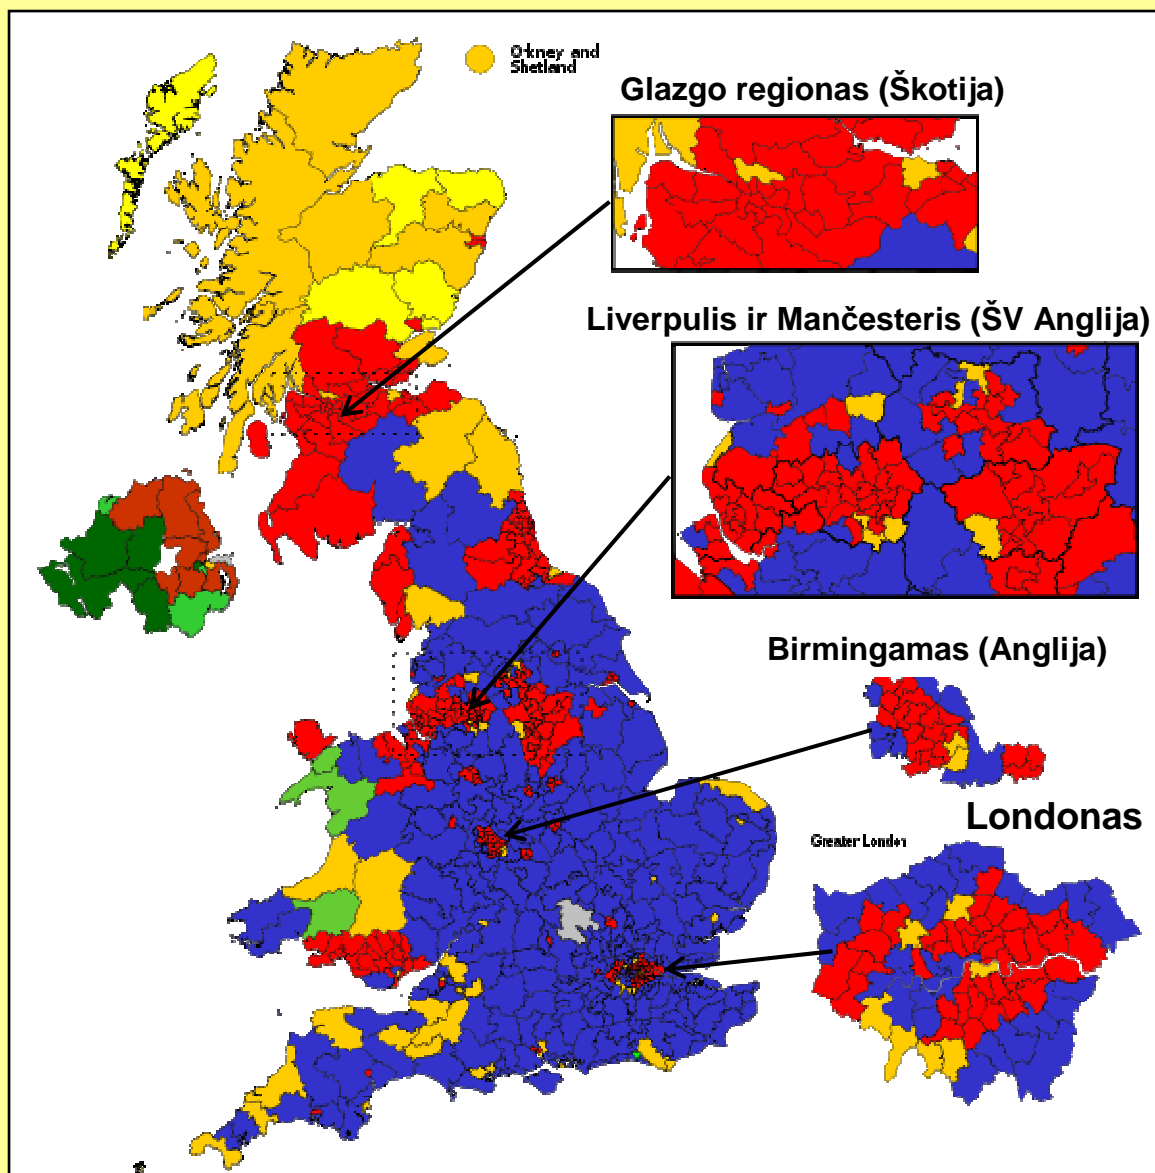 Orkney and
Shetland
Glazgo regionas (Škotija)
Liverpulis ir Mančesteris (ŠV Anglija)
Birmingamas (Anglija)
Londonas
Greater London